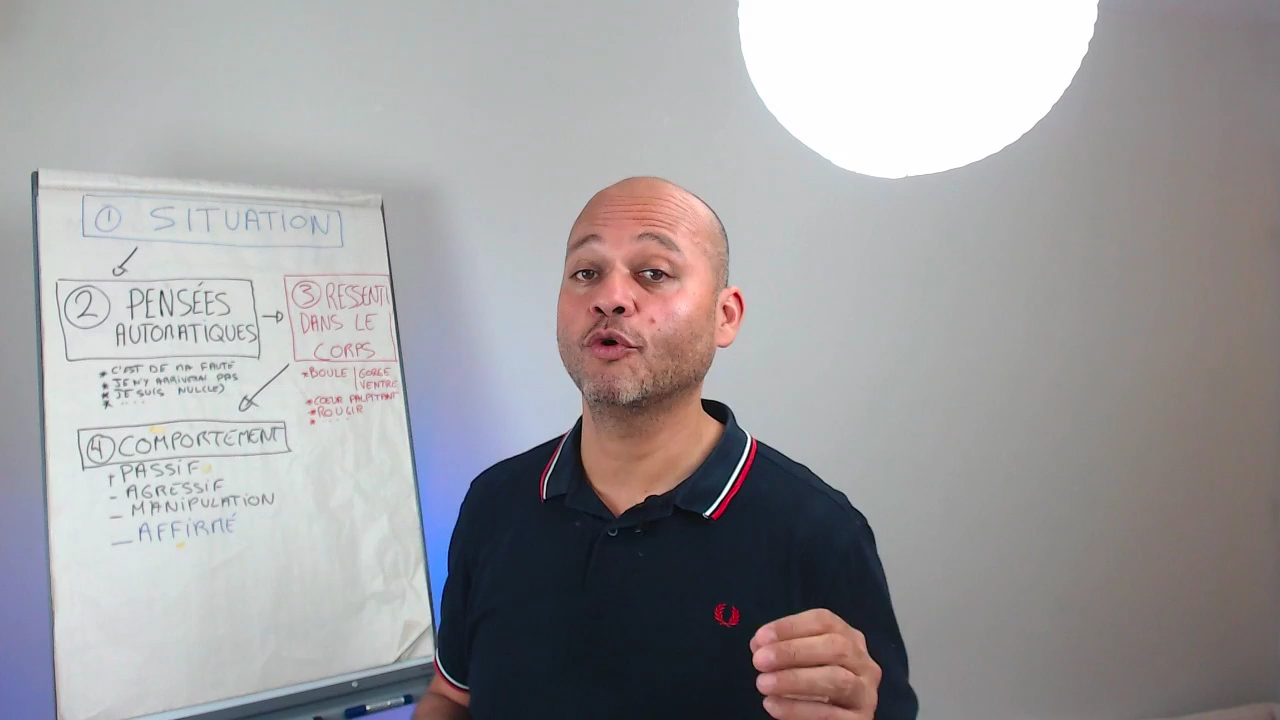 ① SITUATION
② PENSÉES
AUTOMATIQUES
* C'EST DE MA FAUTE
* JE N'Y ARRIVERAI PAS
* JE SUIS NUL(LE)
* ....
③ RESSENTI
DANS LE
CORPS
* BOULE | GORGE
VENTRE
* COEUR PALPITANT
* ROUGIR
* ....
④ COMPORTEMENT
- PASSIF
- AGRESSIF
- MANIPULATION
- AFFIRMÉ